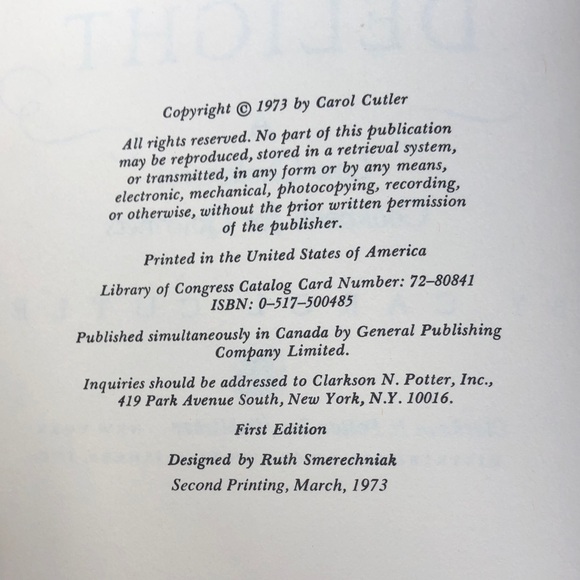 Copyright © 1973 by Carol Cutler
All rights reserved. No part of this publication
may be reproduced, stored in a retrieval system,
or transmitted, in any form or by any means,
electronic, mechanical, photocopying, recording,
or otherwise, without the prior written permission
of the publisher.
Printed in the United States of America
Library of Congress Catalog Card Number: 72–80841
ISBN: 0–517–500485
Published simultaneously in Canada by General Publishing
Company Limited.
Inquiries should be addressed to Clarkson N. Potter, Inc.,
419 Park Avenue South, New York, N.Y. 10016.
First Edition
Designed by Ruth Smerechniak
Second Printing, March, 1973